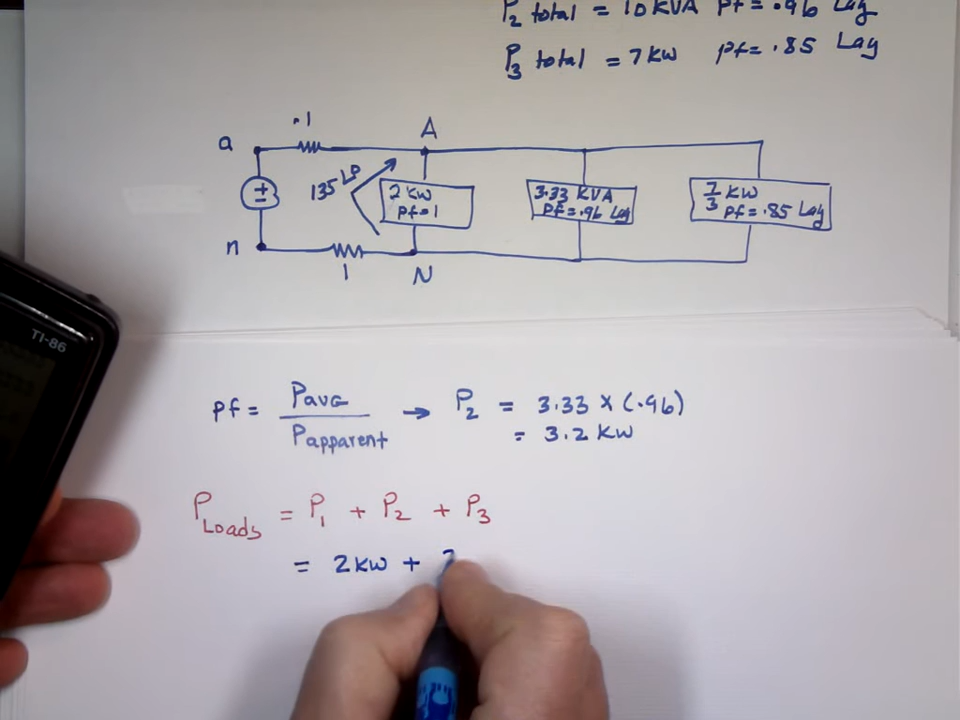 P2 total = 10 KVA pf = .96 Lag
P3 total = 7 KW pf = .85 Lag
.1
A
a
135
2 KW
pf=1
3.33 KVA
pf=.96 Lag
7/3 KW
pf=.85 Lag
n
1
N
TI-86
pf = Pavg / Papparent → P2 = 3.33 x (.96)
= 3.2 KW
PLoads = P1 + P2 + P3
= 2 KW +